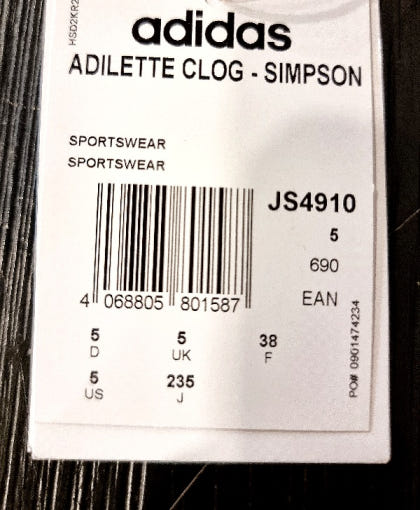 HSD2KR2
adidas
ADILETTE CLOG - SIMPSON
SPORTSWEAR
SPORTSWEAR
JS4910
5
690
EAN
4 068805 801587
5 5 38
D UK F
5 235
US J
PO# 0901474234